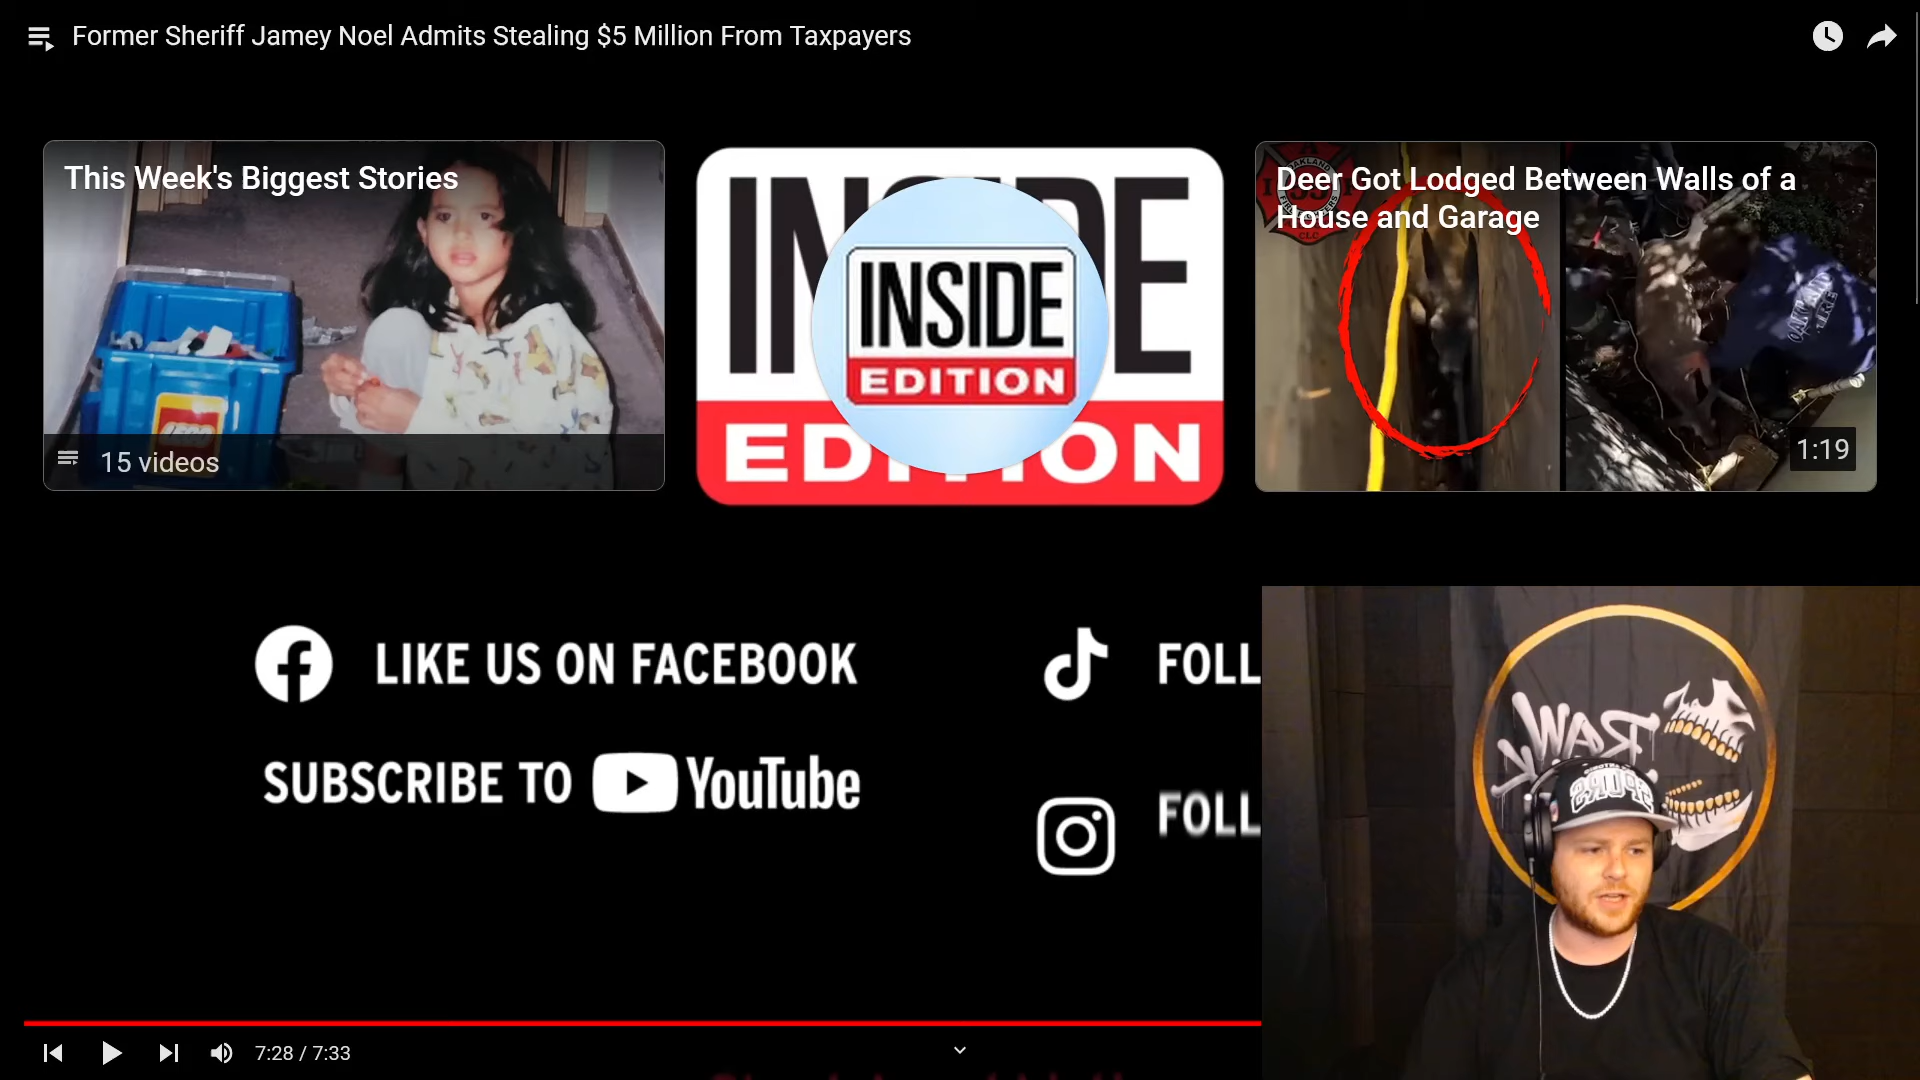 Former Sheriff Jamey Noel Admits Stealing $5 Million From Taxpayers
This Week's Biggest Stories
15 videos
INSIDE
EDITION
Deer Got Lodged Between Walls of a
House and Garage
1:19
LIKE US ON FACEBOOK
SUBSCRIBE TO YouTube
FOLL
FOLL
7:28 / 7:33